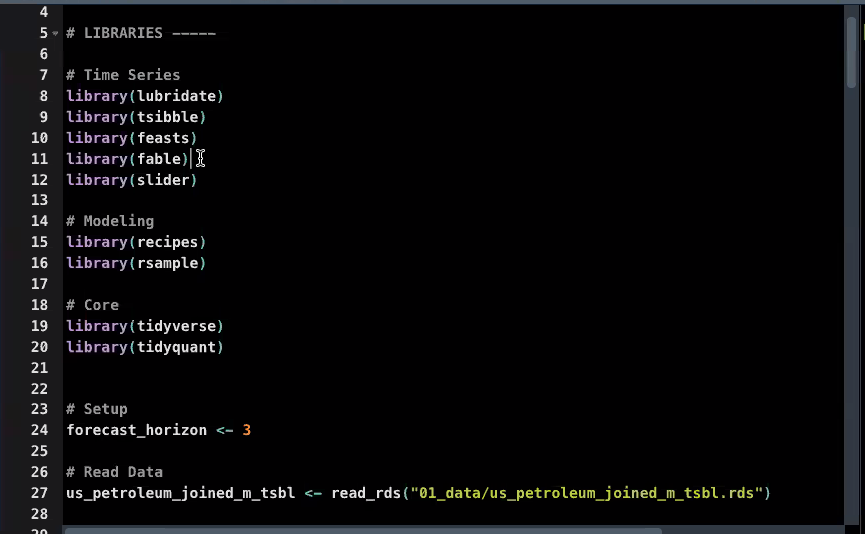 4
5 # LIBRARIES -----
6
7 # Time Series
8 library(lubridate)
9 library(tsibble)
10 library(feasts)
11 library(fable)
12 library(slider)
13
14 # Modeling
15 library(recipes)
16 library(rsample)
17
18 # Core
19 library(tidyverse)
20 library(tidyquant)
21
22
23 # Setup
24 forecast_horizon <- 3
25
26 # Read Data
27 us_petroleum_joined_m_tsbl <- read_rds("01_data/us_petroleum_joined_m_tsbl.rds")
28